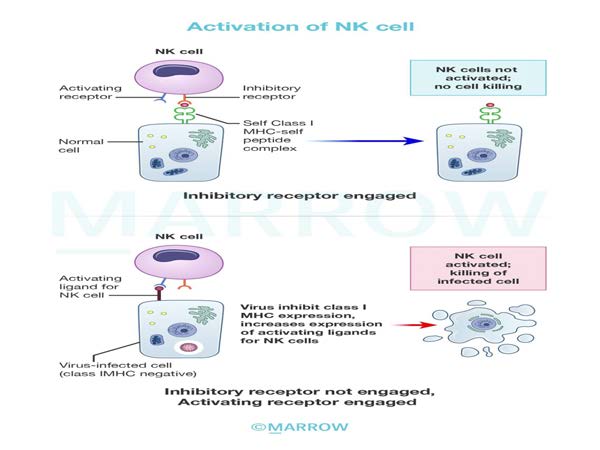 Activation of NK cell
NK cell
Activating
receptor
Inhibitory
receptor
Self Class I
MHC-self
peptide
complex
Normal
cell
NK cells not
activated;
no cell killing
Inhibitory receptor engaged
MARROW
NK cell
Activating
ligand for
NK cell
Virus inhibit class I
MHC expression,
increases expression
of activating ligands
for NK cells
NK cell
activated;
killing of
infected cell
Virus-infected cell
(class IMHC negative)
Inhibitory receptor not engaged,
Activating receptor engaged
©MARROW